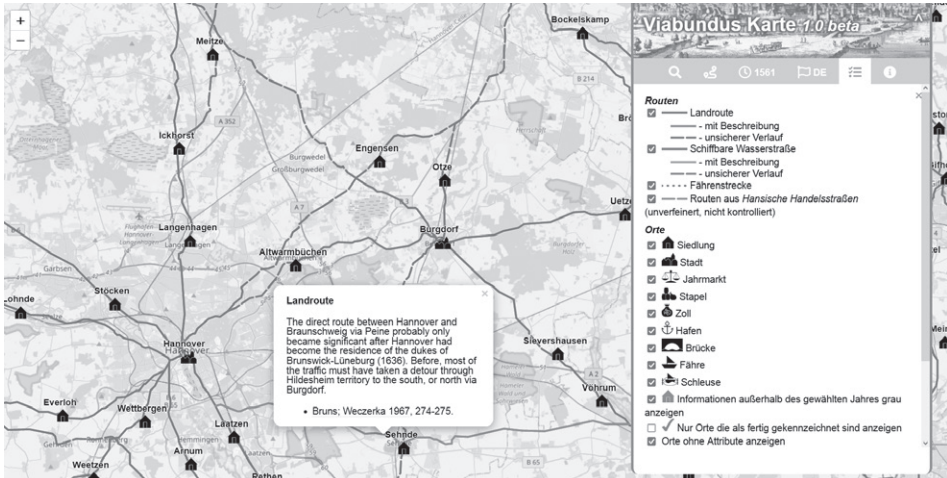 +
−
Bockelskamp
Meitze
B 214
A 352
Ickhorst
Engensen
Burgwedel
Großburgwedel
Otze
A 7
Uetze
Langenhagen
Langenhagen
Burgdorf
Altwarmbüchen
Garbsen
Stöcken
Lohnde
Hannover
Hannover
Sievershausen
Vöhrum
Everloh
Wettbergen
Laatzen
Laatzen
Hemmingen
Arnum
Weetzen
Rethen
Sehnde
B 65
Landroute
×
The direct route between Hannover and
Braunschweig via Peine probably only
became significant after Hannover had
become the residence of the dukes of
Brunswick-Lüneburg (1636). Before, most of
the traffic must have taken a detour through
Hildesheim territory to the south, or north via
Burgdorf.
• Bruns; Weczerka 1967, 274-275.
Viabundus Karte 1.0 beta
1561
DE
×
Routen
Landroute
- mit Beschreibung
- unsicherer Verlauf
Schiffbare Wasserstraße
- mit Beschreibung
- unsicherer Verlauf
Fährenstrecke
Routen aus Hansische Handelsstraßen
(unverfeinert, nicht kontrolliert)
Orte
Siedlung
Stadt
Jahrmarkt
Stapel
Zoll
Hafen
Brücke
Fähre
Schleuse
Informationen außerhalb des gewählten Jahres grau
anzeigen
Nur Orte die als fertig gekennzeichnet sind anzeigen
Orte ohne Attribute anzeigen